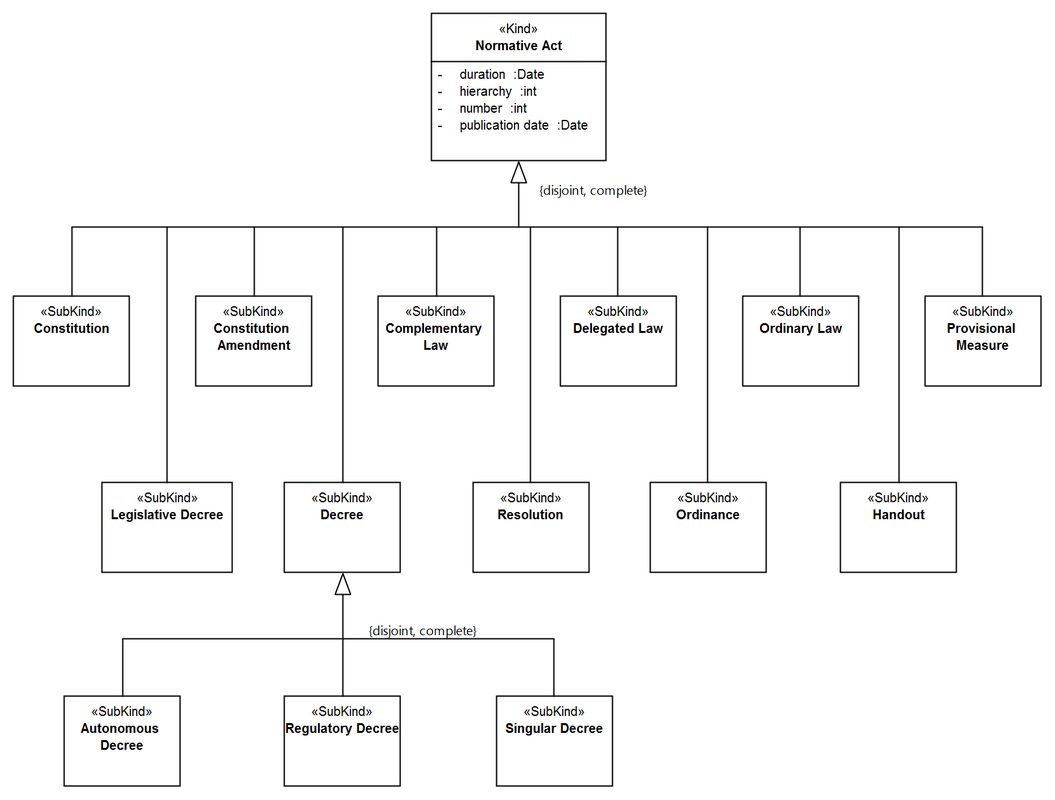 «Kind»
Normative Act
- duration :Date
- hierarchy :int
- number :int
- publication date :Date
{disjoint, complete}
«SubKind»
Constitution
«SubKind»
Constitution
Amendment
«SubKind»
Complementary
Law
«SubKind»
Delegated Law
«SubKind»
Ordinary Law
«SubKind»
Provisional
Measure
«SubKind»
Legislative Decree
«SubKind»
Decree
«SubKind»
Resolution
«SubKind»
Ordinance
«SubKind»
Handout
{disjoint, complete}
«SubKind»
Autonomous
Decree
«SubKind»
Regulatory Decree
«SubKind»
Singular Decree